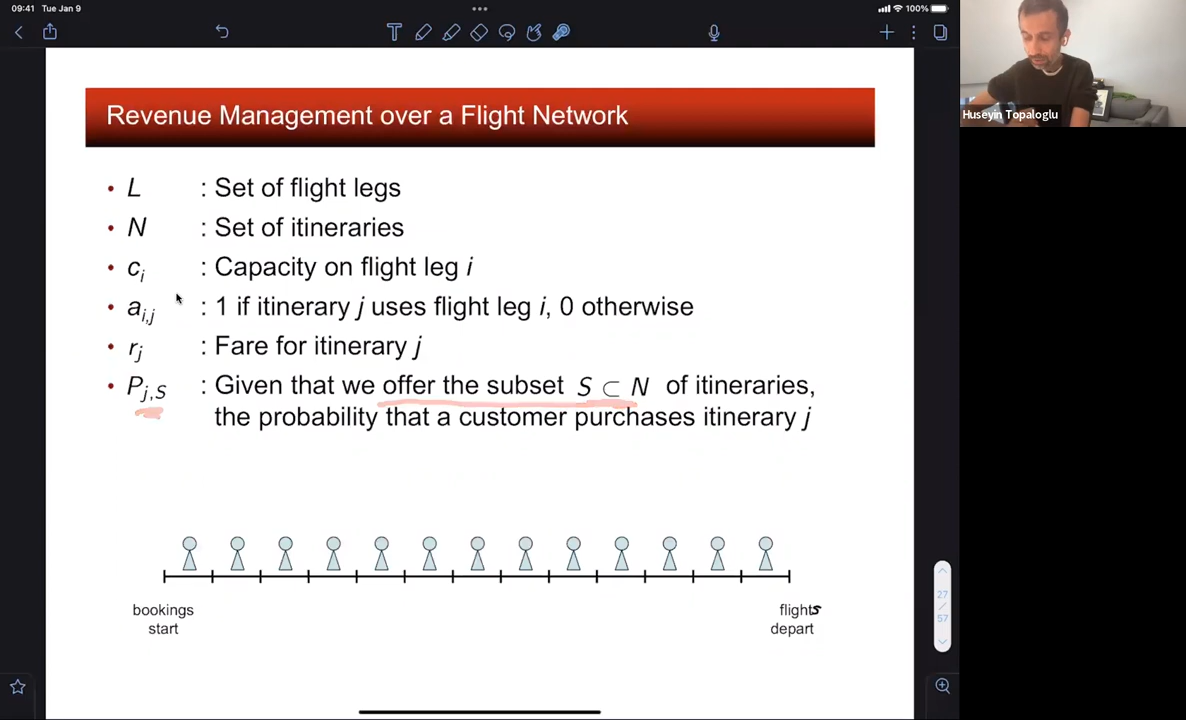 09:41 Tue Jan 9
100%
Revenue Management over a Flight Network
• L : Set of flight legs
• N : Set of itineraries
• cᵢ : Capacity on flight leg i
• aᵢ,ⱼ : 1 if itinerary j uses flight leg i, 0 otherwise
• rⱼ : Fare for itinerary j
• Pⱼ,S : Given that we offer the subset S ⊂ N of itineraries,
the probability that a customer purchases itinerary j
bookings
start
flights
depart
27
/
57
Huseyin Topaloglu